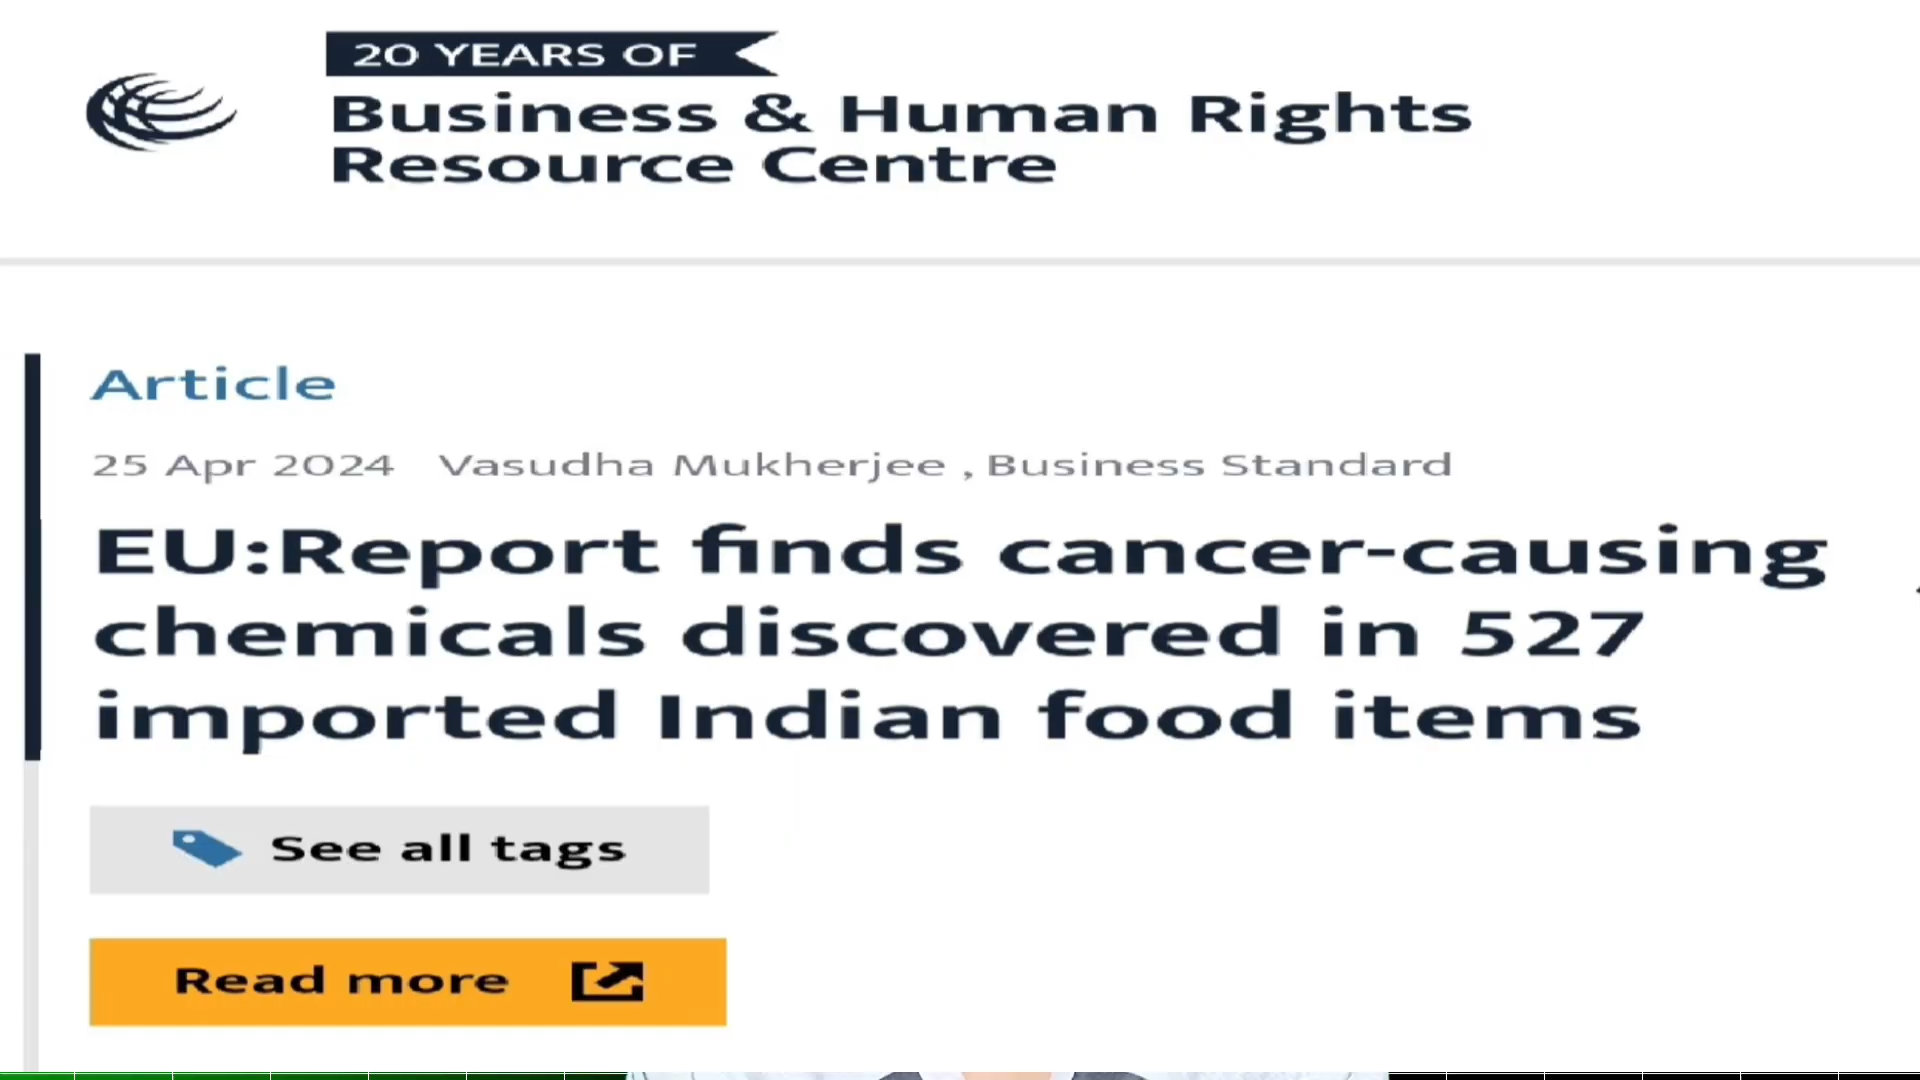 20 YEARS OF
Business & Human Rights
Resource Centre
Article
25 Apr 2024 Vasudha Mukherjee , Business Standard
EU:Report finds cancer-causing
chemicals discovered in 527
imported Indian food items
See all tags
Read more